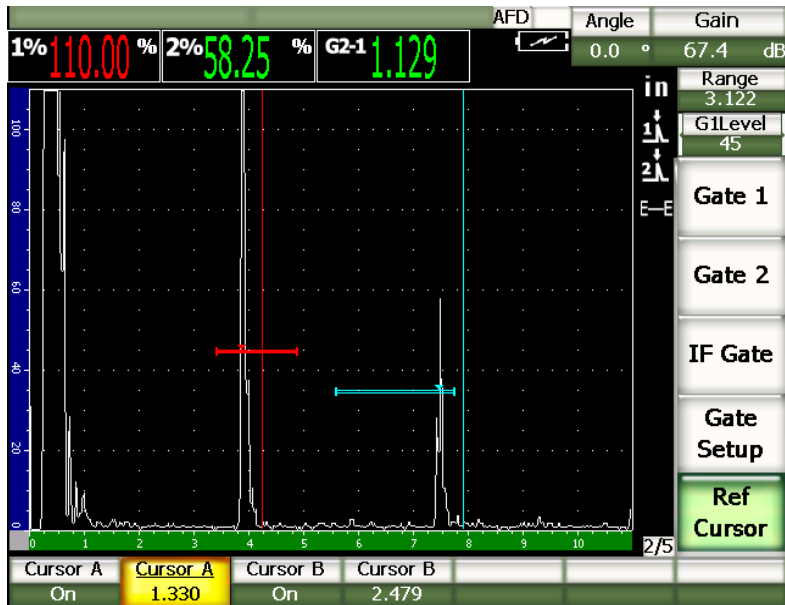 AFD Angle Gain
1% 110.00 % 2% 58.25 % G2-1 1.129 0.0 ° 67.4 dB
in Range
3.122
1 G1Level
45
2
Gate 1
E—E
Gate 2
IF Gate
Gate
Setup
Ref
Cursor
100
80
60
40
20
0
0 1 2 3 4 5 6 7 8 9 10 2/5
Cursor A Cursor A Cursor B Cursor B
On 1.330 On 2.479